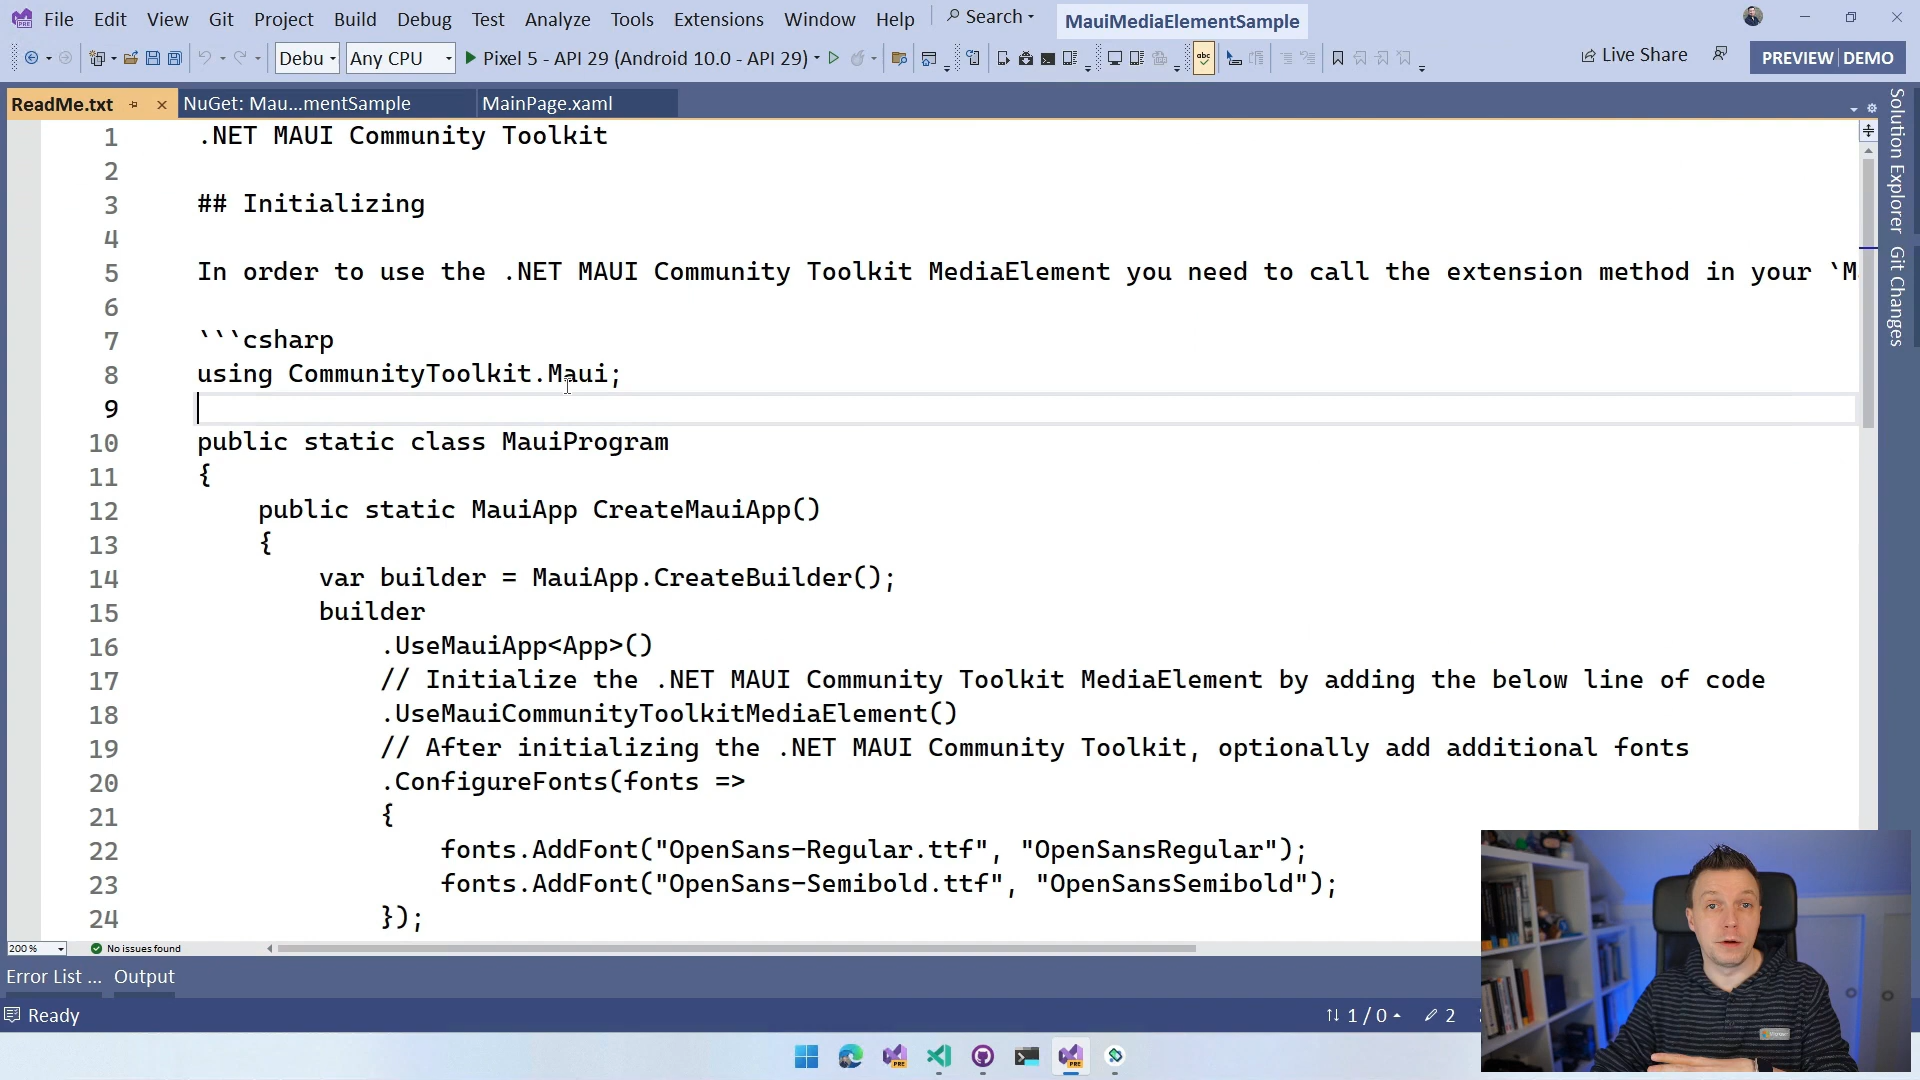 File Edit View Git Project Build Debug Test Analyze Tools Extensions Window Help Search MauiMediaElementSample
Debu Any CPU Pixel 5 - API 29 (Android 10.0 - API 29) Live Share PREVIEW DEMO
ReadMe.txt NuGet: Mau...mentSample MainPage.xaml
1 .NET MAUI Community Toolkit
2
3 ## Initializing
4
5 In order to use the .NET MAUI Community Toolkit MediaElement you need to call the extension method in your `M
6
7 ```csharp
8 using CommunityToolkit.Maui;
9
10 public static class MauiProgram
11 {
12 public static MauiApp CreateMauiApp()
13 {
14 var builder = MauiApp.CreateBuilder();
15 builder
16 .UseMauiApp<App>()
17 // Initialize the .NET MAUI Community Toolkit MediaElement by adding the below line of code
18 .UseMauiCommunityToolkitMediaElement()
19 // After initializing the .NET MAUI Community Toolkit, optionally add additional fonts
20 .ConfigureFonts(fonts =>
21 {
22 fonts.AddFont("OpenSans-Regular.ttf", "OpenSansRegular");
23 fonts.AddFont("OpenSans-Semibold.ttf", "OpenSansSemibold");
24 });
Solution Explorer
Git Changes
200 % No issues found
Error List ... Output
Ready 1 / 0 2